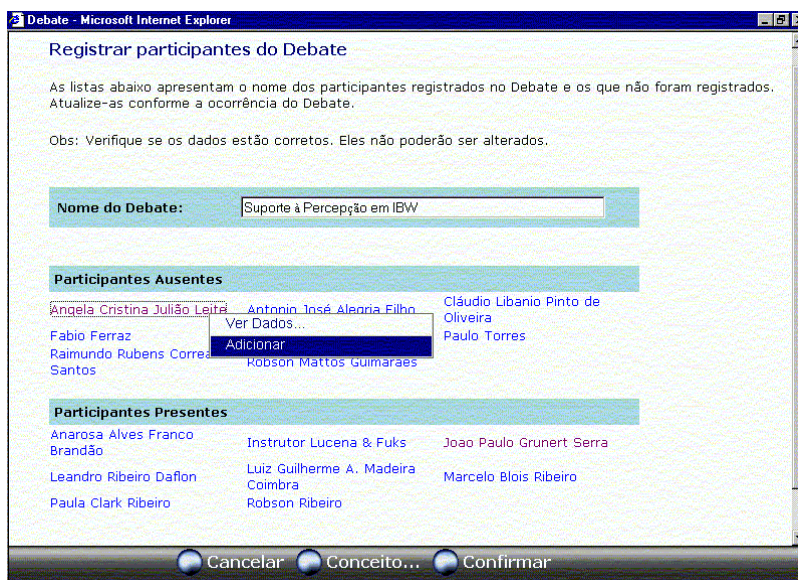 Debate - Microsoft Internet Explorer
Registrar participantes do Debate
As listas abaixo apresentam o nome dos participantes registrados no Debate e os que não foram registrados.
Atualize-as conforme a ocorrência do Debate.
Obs: Verifique se os dados estão corretos. Eles não poderão ser alterados.
Nome do Debate: Suporte à Percepção em IBW
Participantes Ausentes
Angela Cristina Julião Leite Antonio José Alegria Filho Cláudio Libanio Pinto de
Oliveira
Ver Dados...
Fabio Ferraz Paulo Torres
Adicionar
Raimundo Rubens Correa
Santos Robson Mattos Guimaraes
Participantes Presentes
Anarosa Alves Franco
Brandão Instrutor Lucena & Fuks Joao Paulo Grunert Serra
Leandro Ribeiro Daflon Luiz Guilherme A. Madeira
Coimbra Marcelo Blois Ribeiro
Paula Clark Ribeiro Robson Ribeiro
Cancelar Conceito... Confirmar